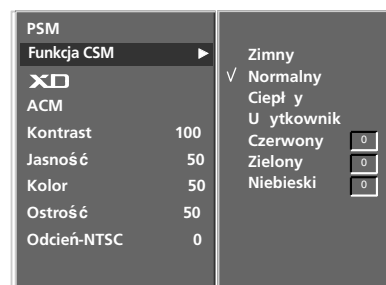 PSM
Funkcja CSM
XD
ACM
Kontrast 100
Jasność 50
Kolor 50
Ostrość 50
Odcień-NTSC 0
Zimny
√ Normalny
Ciepł y
U ytkownik
Czerwony 0
Zielony 0
Niebieski 0